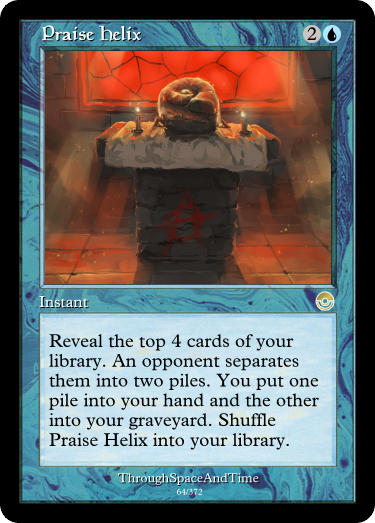 Praise Helix
2
Instant
Reveal the top 4 cards of your
library. An opponent separates
them into two piles. You put one
pile into your hand and the other
into your graveyard. Shuffle
Praise Helix into your library.
ThroughSpaceAndTime
64/372